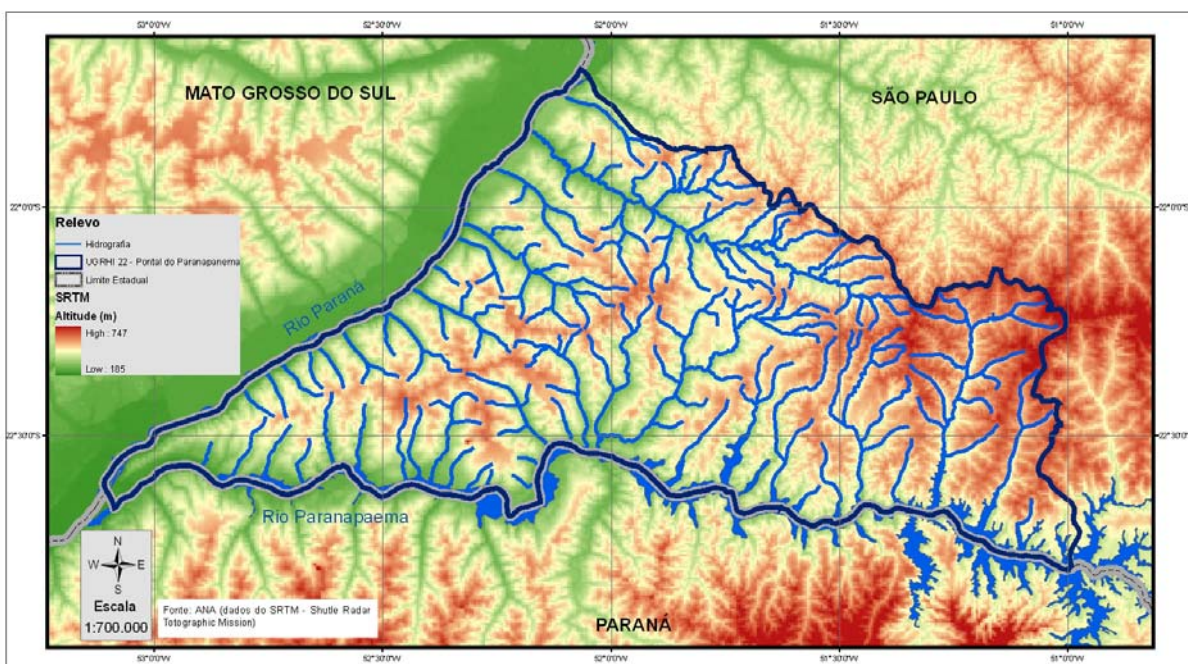 53°0'0"W 52°30'0"W 52°0'0"W 51°30'0"W 51°0'0"W
MATO GROSSO DO SUL
SÃO PAULO
22°0'0"S
22°0'0"S
Relevo
Hidrografia
UGRHI 22 - Pontal do Paranapanema
Limite Estadual
SRTM
Altitude (m)
High : 747
Low : 185
Rio Paraná
22°30'0"S
22°30'0"S
Rio Paranapaema
N
W E
S
Escala
1:700.000
Fonte: ANA (dados do SRTM - Shutle Radar
Totographic Mission)
PARANÁ
53°0'0"W 52°30'0"W 52°0'0"W 51°30'0"W 51°0'0"W